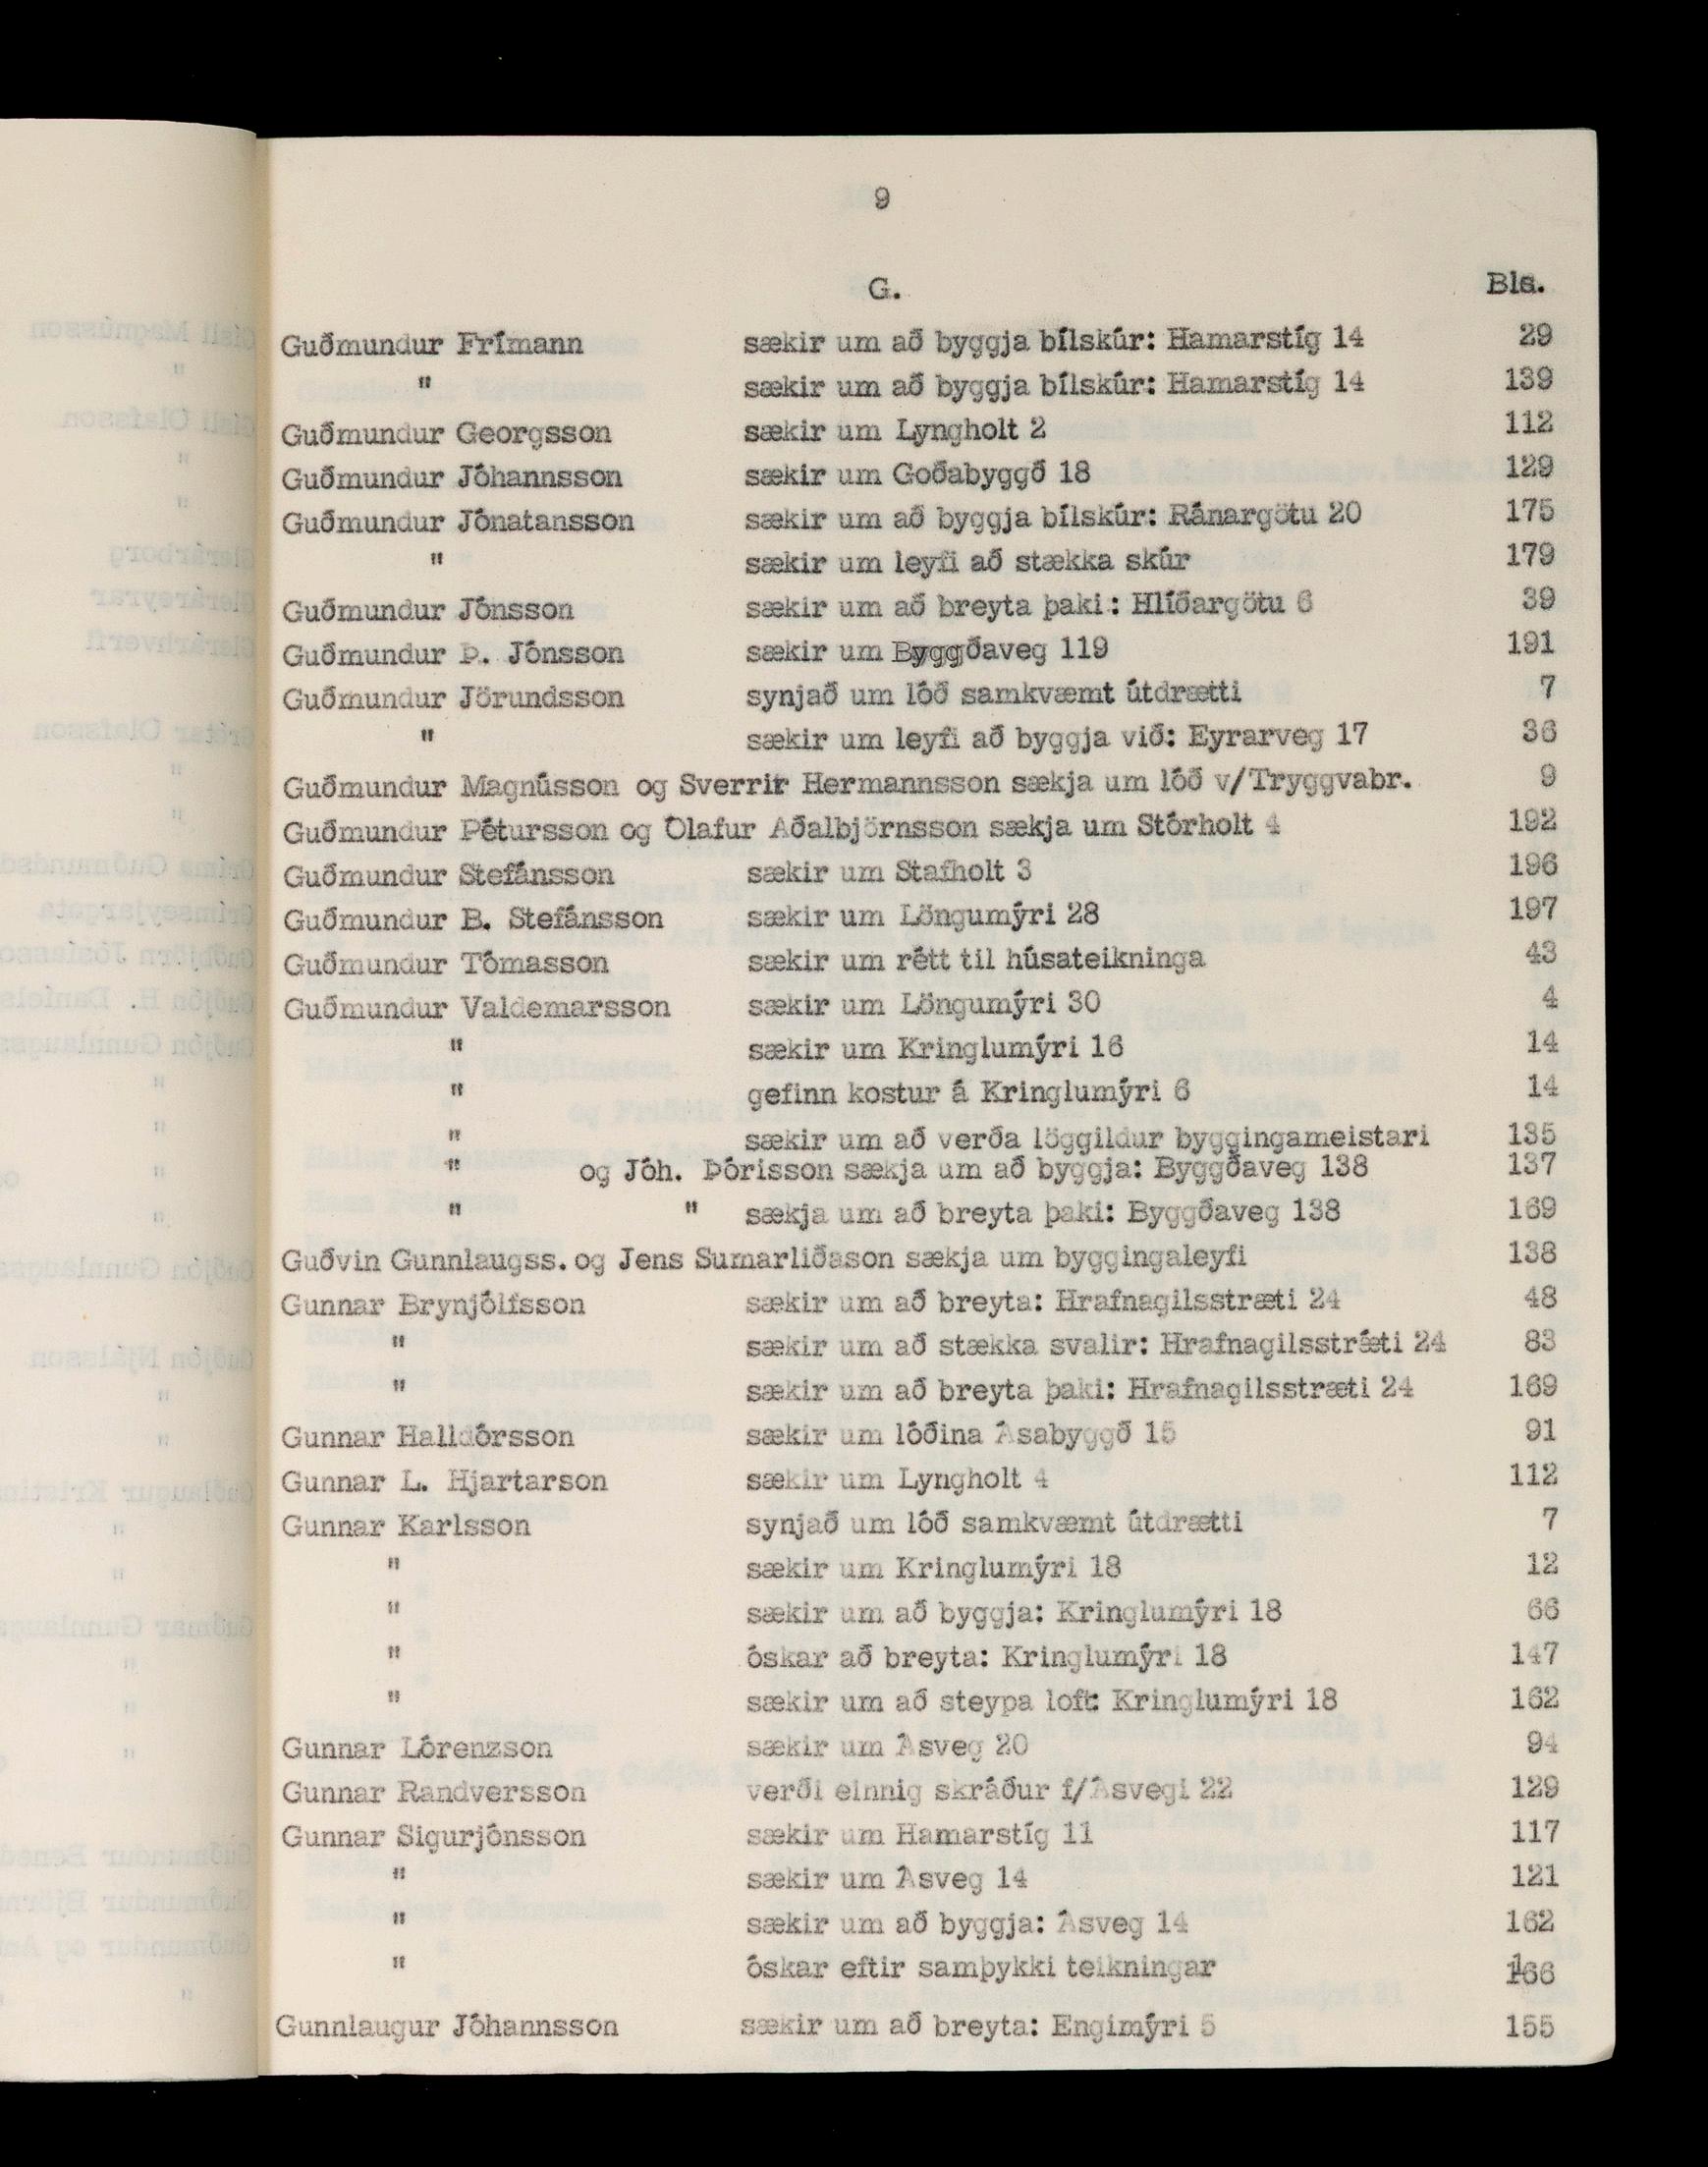 9
G. Bls.
Guðmundur Frímann sækir um að byggja bílskúr: Hamarstíg 14 29
" sækir um að byggja bílskúr: Hamarstíg 14 139
Guðmundur Georgsson sækir um Lyngholt 2 112
Guðmundur Jóhannsson sækir um Goðabyggð 18 129
Guðmundur Jónatansson sækir um að byggja bílskúr: Ránargötu 20 175
" sækir um leyfi að stækka skúr 179
Guðmundur Jónsson sækir um að breyta þaki: Hlíðargötu 6 39
Guðmundur Þ. Jónsson sækir um Byggðaveg 119 191
Guðmundur Jörundsson synjað um lóð samkvæmt útdrætti 7
" sækir um leyfi að byggja við: Eyrarveg 17 36
Guðmundur Magnússon og Sverrir Hermannsson sækja um lóð v/Tryggvabr. 9
Guðmundur Pétursson og Ólafur Aðalbjörnsson sækja um Stórholt 4 192
Guðmundur Stefánsson sækir um Stafholt 3 196
Guðmundur B. Stefánsson sækir um Löngumýri 28 197
Guðmundur Tómasson sækir um rétt til húsateikninga 43
Guðmundur Valdemarsson sækir um Löngumýri 30 4
" sækir um Kringlumýri 16 14
" gefinn kostur á Kringlumýri 6 14
" sækir um að verða löggildur byggingameistari 135
" og Jóh. Þórisson sækja um að byggja: Byggðaveg 138 137
" " sækja um að breyta þaki: Byggðaveg 138 169
Guðvin Gunnlaugss. og Jens Sumarliðason sækja um byggingaleyfi 138
Gunnar Brynjólfsson sækir um að breyta: Hrafnagilsstræti 24 48
" sækir um að stækka svalir: Hrafnagilsstræti 24 83
" sækir um að breyta þaki: Hrafnagilsstræti 24 169
Gunnar Halldórsson sækir um lóðina Ásabyggð 15 91
Gunnar L. Hjartarson sækir um Lyngholt 4 112
Gunnar Karlsson synjað um lóð samkvæmt útdrætti 7
" sækir um Kringlumýri 18 12
" sækir um að byggja: Kringlumýri 18 66
" óskar að breyta: Kringlumýri 18 147
" sækir um að steypa loft: Kringlumýri 18 162
Gunnar Lórenzson sækir um Ásveg 20 94
Gunnar Randversson verði einnig skráður f/Ásvegi 22 129
Gunnar Sigurjónsson sækir um Hamarstíg 11 117
" sækir um Ásveg 14 121
" sækir um að byggja: Ásveg 14 162
" óskar eftir samþykki teikningar 166
Gunnlaugur Jóhannsson sækir um að breyta: Engimýri 5 155